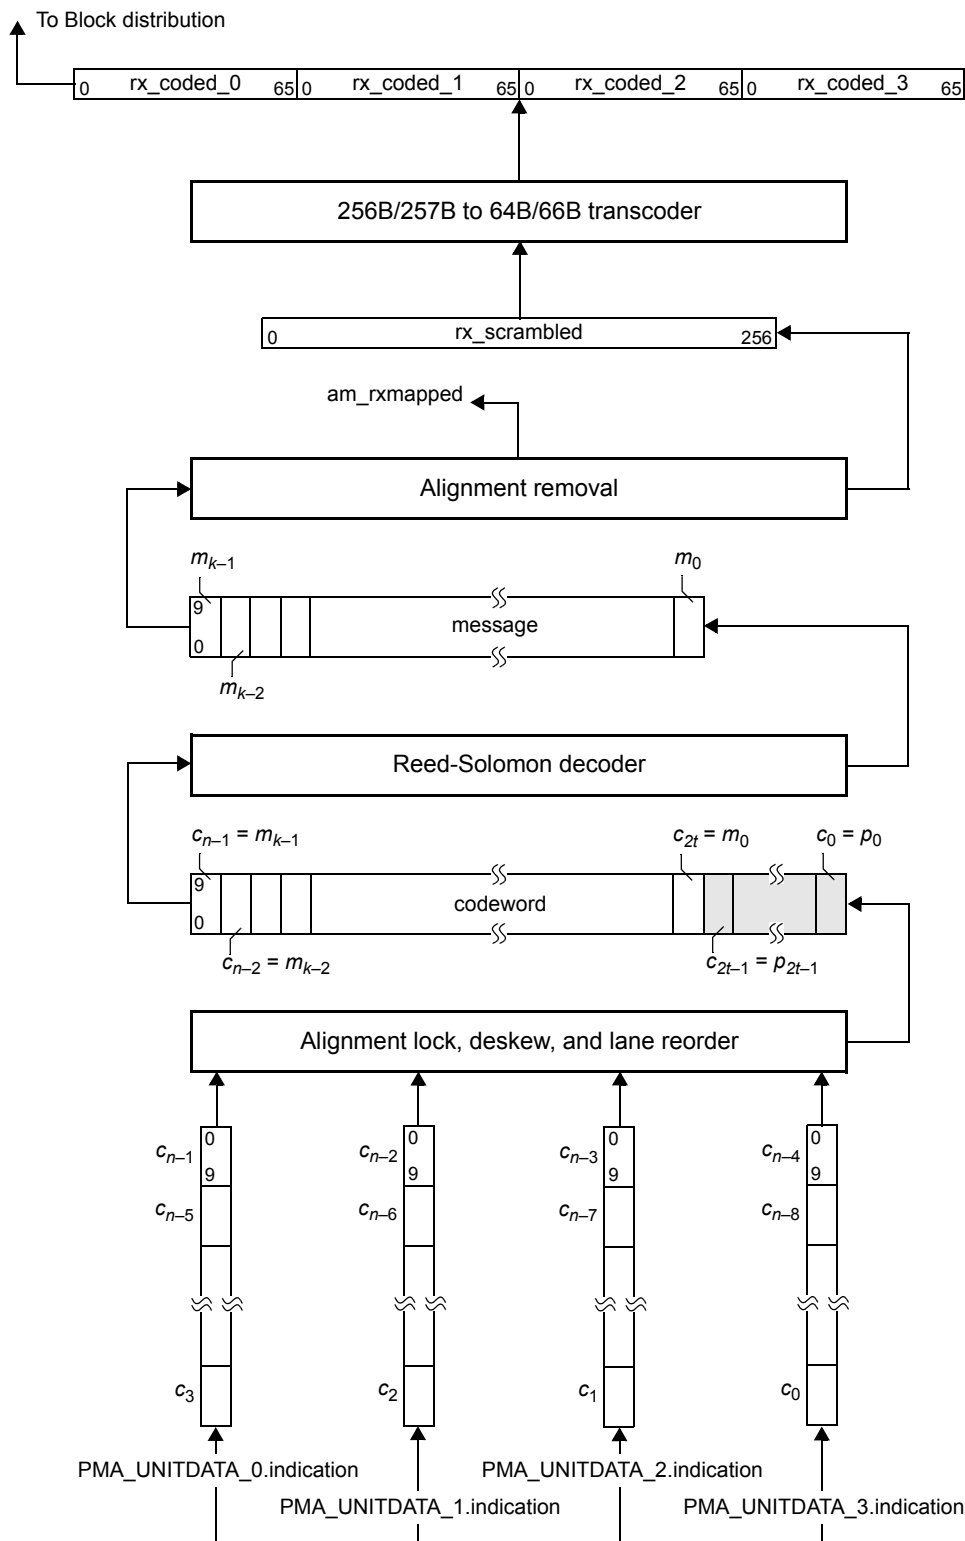 To Block distribution
0 rx_coded_0 65 0 rx_coded_1 65 0 rx_coded_2 65 0 rx_coded_3 65
256B/257B to 64B/66B transcoder
0 rx_scrambled 256
am_rxmapped
Alignment removal
m_{k–1} m_0
9
message
0
m_{k–2}
Reed-Solomon decoder
c_{n–1} = m_{k–1} c_{2t} = m_0 c_0 = p_0
9
codeword
0
c_{n–2} = m_{k–2} c_{2t–1} = p_{2t–1}
Alignment lock, deskew, and lane reorder
0 0 0 0
c_{n–1} c_{n–2} c_{n–3} c_{n–4}
9 9 9 9
c_{n–5} c_{n–6} c_{n–7} c_{n–8}
c_3 c_2 c_1 c_0
PMA_UNITDATA_0.indication PMA_UNITDATA_2.indication
PMA_UNITDATA_1.indication PMA_UNITDATA_3.indication